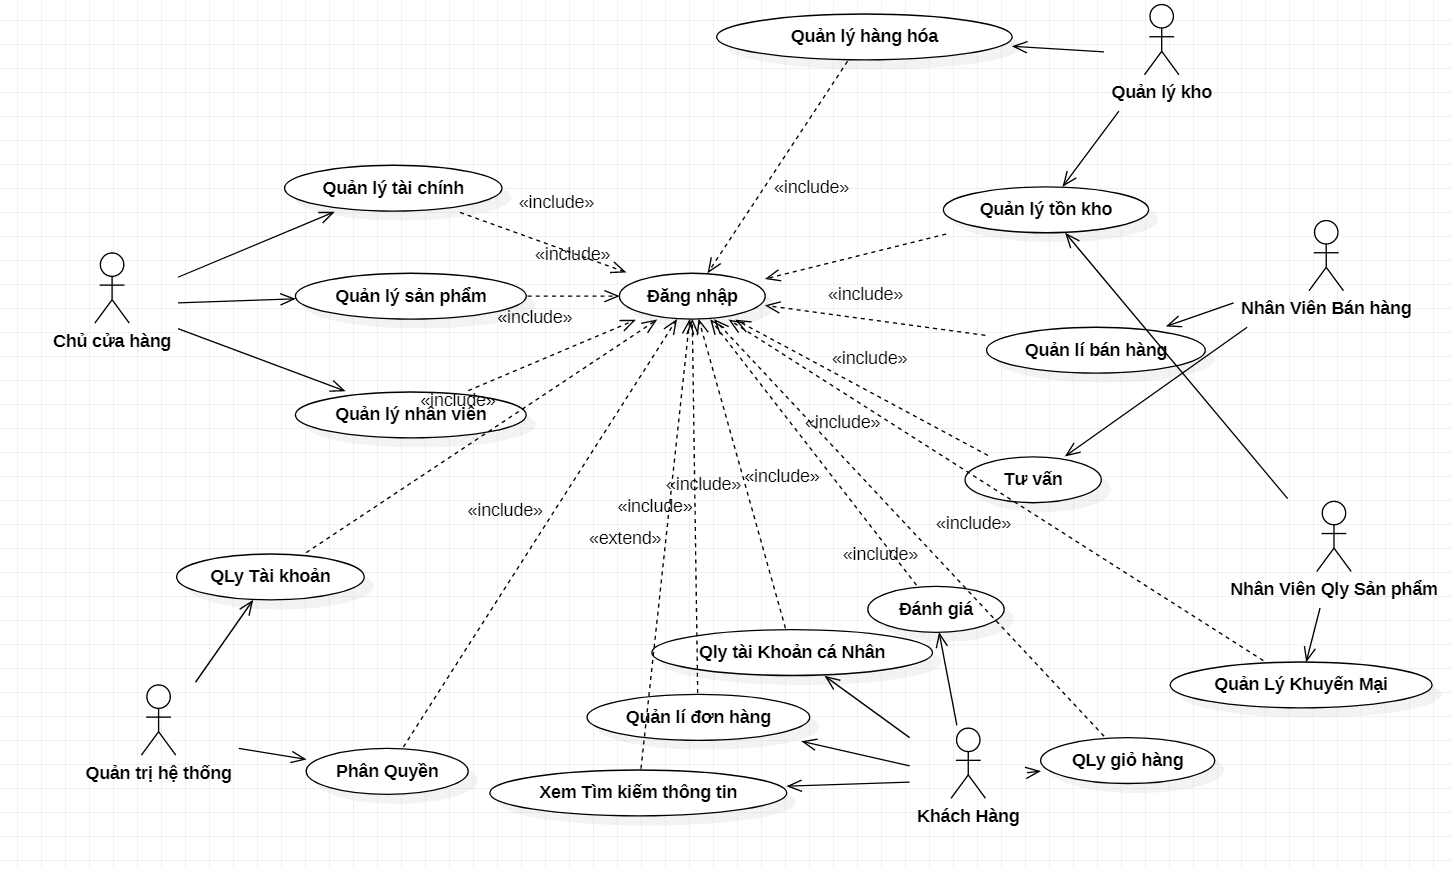 Quản lý hàng hóa
Quản lý kho
Quản lý tài chính
«include»
«include»
Quản lý tồn kho
«include»
Quản lý sản phẩm
Đăng nhập
«include»
Nhân Viên Bán hàng
«include»
Chủ cửa hàng
Quản lí bán hàng
«include»
«include»
Quản lý nhân viên
«include»
«include»
«include»
Tư vấn
«include»
«include»
«include»
«extend»
«include»
QLy Tài khoản
Nhân Viên Qly Sản phẩm
Đánh giá
Qly tài Khoản cá Nhân
Quản Lý Khuyến Mại
Quản lí đơn hàng
QLy giỏ hàng
Quản trị hệ thống
Phân Quyền
Xem Tìm kiếm thông tin
Khách Hàng